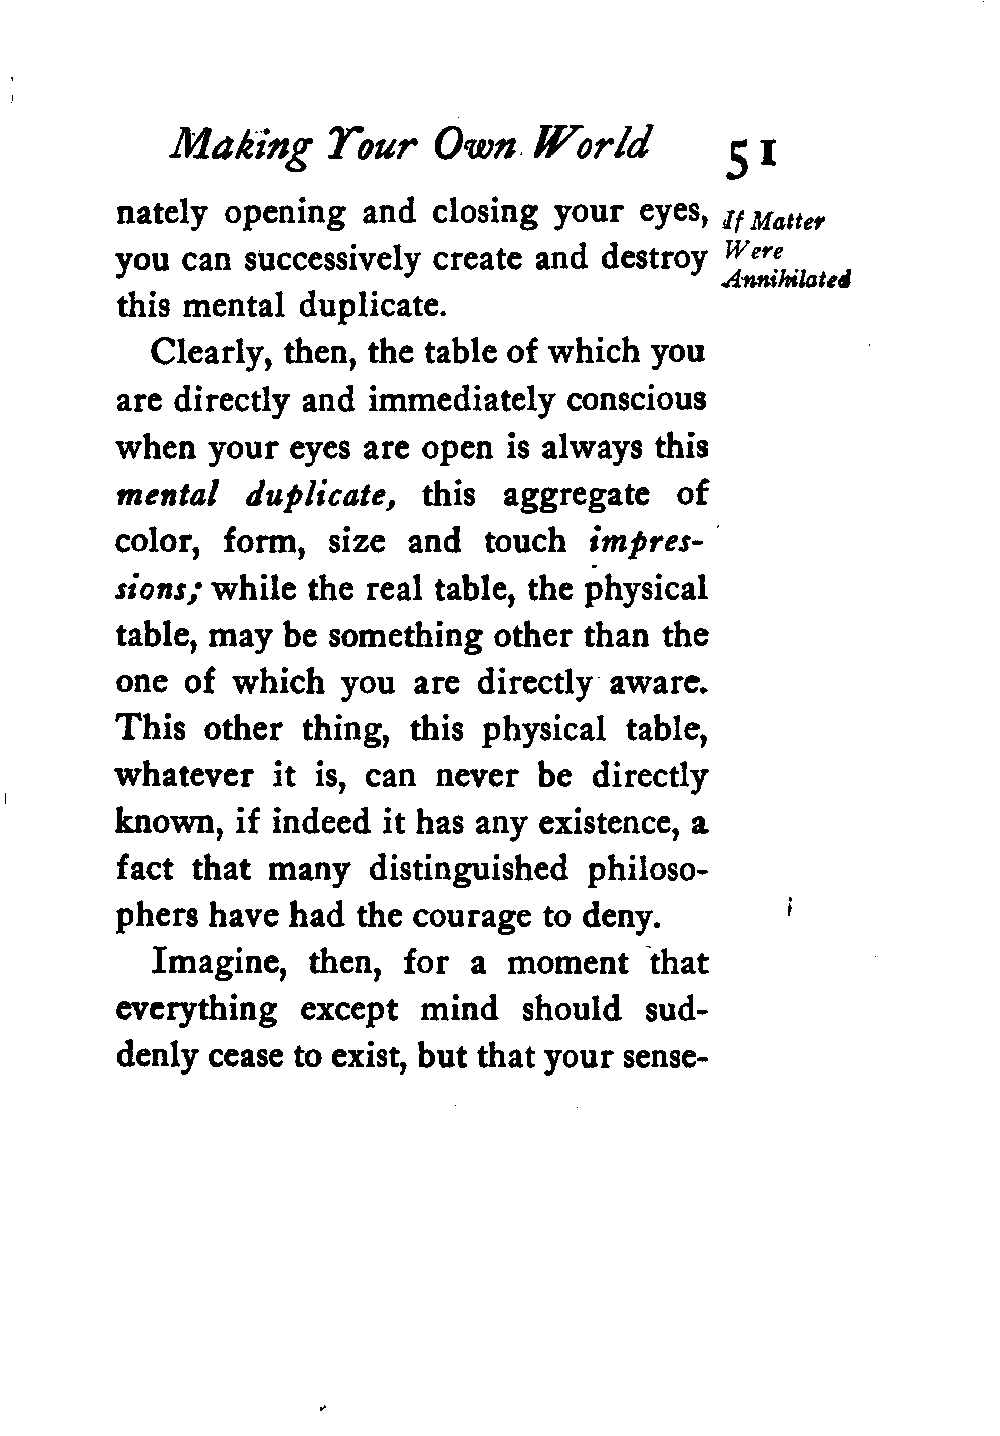 Making Your Own World 51
nately opening and closing your eyes,
you can successively create and destroy
this mental duplicate.
If Matter
Were
Annihilated
Clearly, then, the table of which you
are directly and immediately conscious
when your eyes are open is always this
mental duplicate, this aggregate of
color, form, size and touch impres-
sions; while the real table, the physical
table, may be something other than the
one of which you are directly aware.
This other thing, this physical table,
whatever it is, can never be directly
known, if indeed it has any existence, a
fact that many distinguished philoso-
phers have had the courage to deny.
Imagine, then, for a moment that
everything except mind should sud-
denly cease to exist, but that your sense-